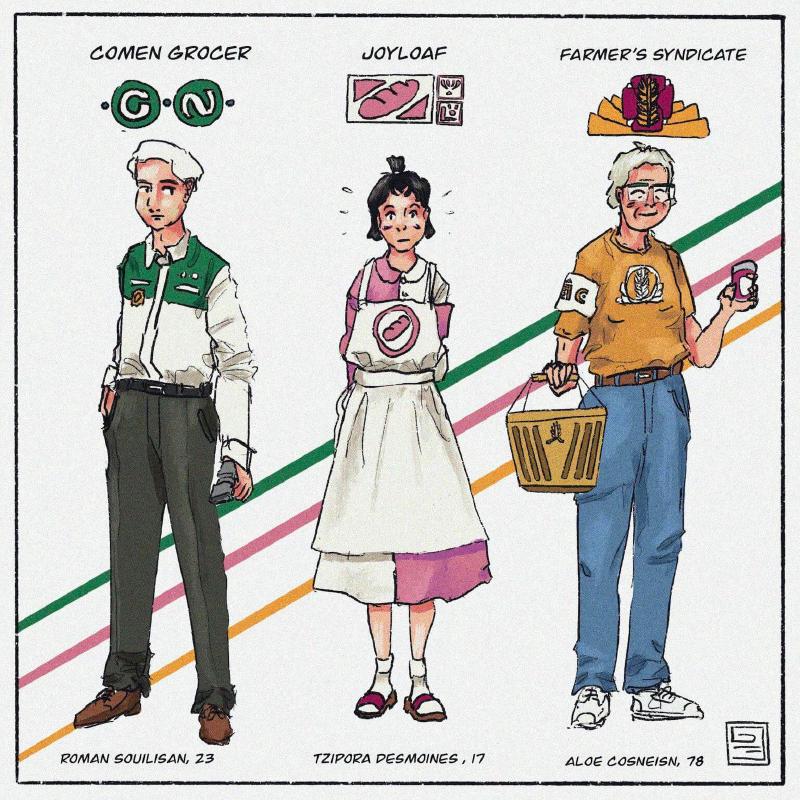 COMEN GROCER
JOYLOAF
FARMER'S SYNDICATE
C N
ROMAN SOUILISAN, 23
TZIPORA DESMOINES, 17
ALOE COSNEISN, 78